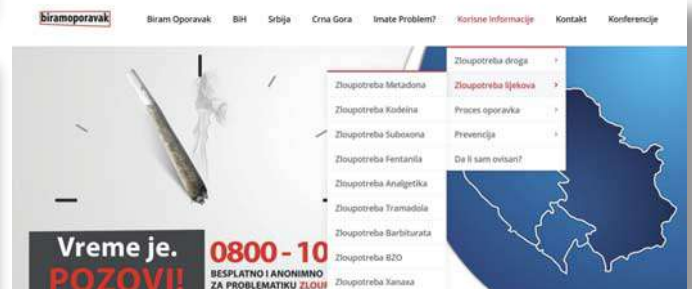 biramoporavak
Biram Oporavak BiH Srbija Crna Gora Imate Problem? Korisne Informacije Kontakt Konferencije
Zloupotreba droga
Zloupotreba lijekova
Proces oporavka
Prevencija
Da li sam ovisan?
Zloupotreba Metadona
Zloupotreba Kodeina
Zloupotreba Suboxona
Zloupotreba Fentanila
Zloupotreba Analgetika
Zloupotreba Tramadola
Zloupotreba Barbiturata
Zloupotreba BZO
Zloupotreba Xanaxa
Vreme je.
POZOVI!
0800 - 10
BESPLATNO I ANONIMNO
ZA PROBLEMATIKU